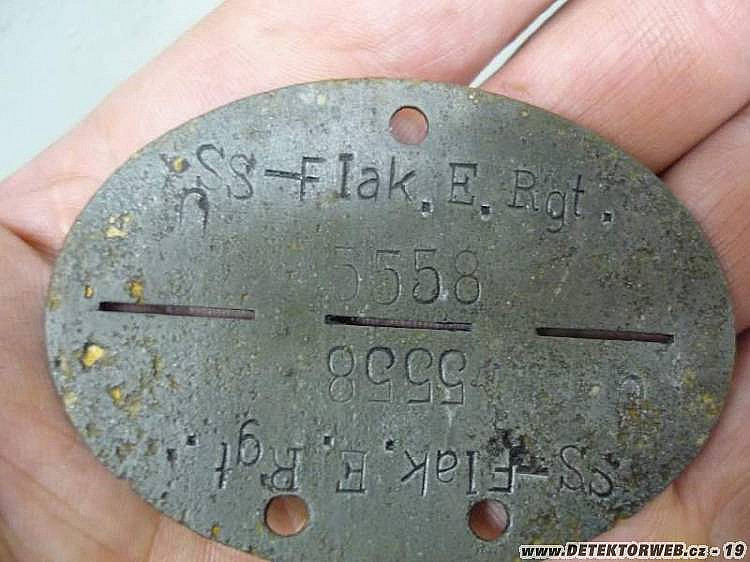 SS-Flak.E.Rgt.
5558
5558
SS-Flak.E.Rgt.
www.DETEKTORWEB.cz - 19